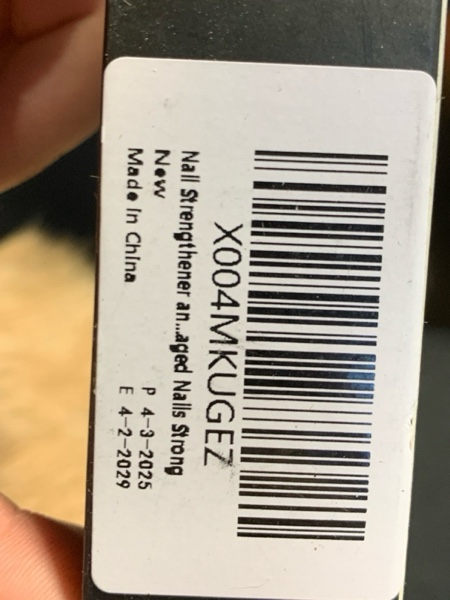 X004MKUGEZ
Nail Strengthener an...aged Nails Strong
New
Made in China
P 4-3-2025
E 4-2-2029